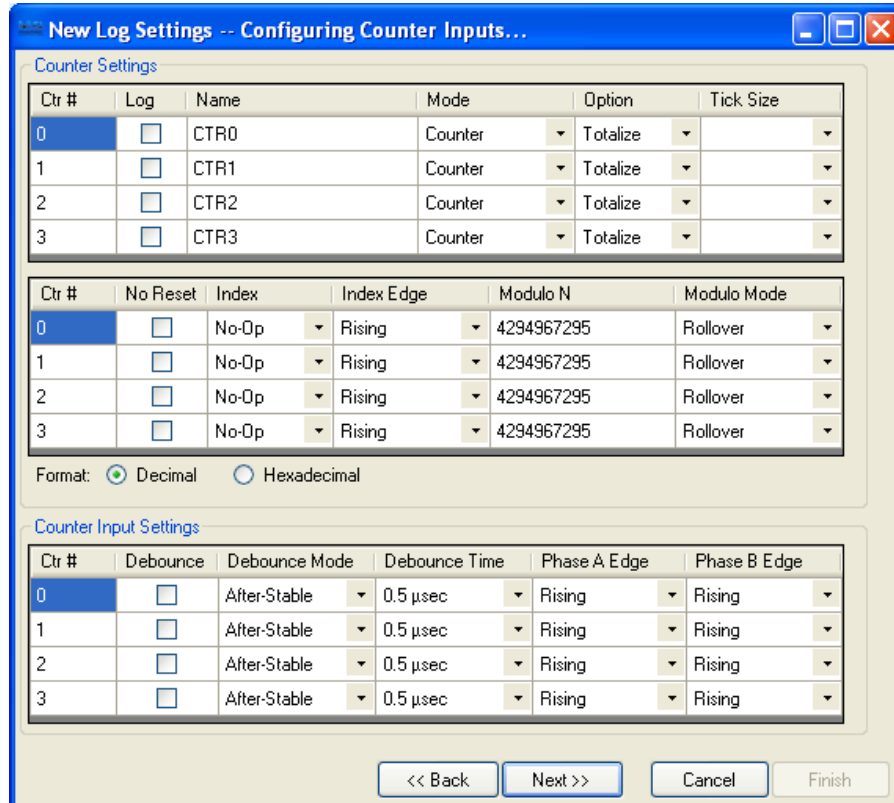 New Log Settings -- Configuring Counter Inputs...
Counter Settings
Ctr # Log Name Mode Option Tick Size
0 CTR0 Counter Totalize
1 CTR1 Counter Totalize
2 CTR2 Counter Totalize
3 CTR3 Counter Totalize
Ctr # No Reset Index Index Edge Modulo N Modulo Mode
0 No-Op Rising 4294967295 Rollover
1 No-Op Rising 4294967295 Rollover
2 No-Op Rising 4294967295 Rollover
3 No-Op Rising 4294967295 Rollover
Format: Decimal Hexadecimal
Counter Input Settings
Ctr # Debounce Debounce Mode Debounce Time Phase A Edge Phase B Edge
0 After-Stable 0.5 µsec Rising Rising
1 After-Stable 0.5 µsec Rising Rising
2 After-Stable 0.5 µsec Rising Rising
3 After-Stable 0.5 µsec Rising Rising
<< Back Next >> Cancel Finish